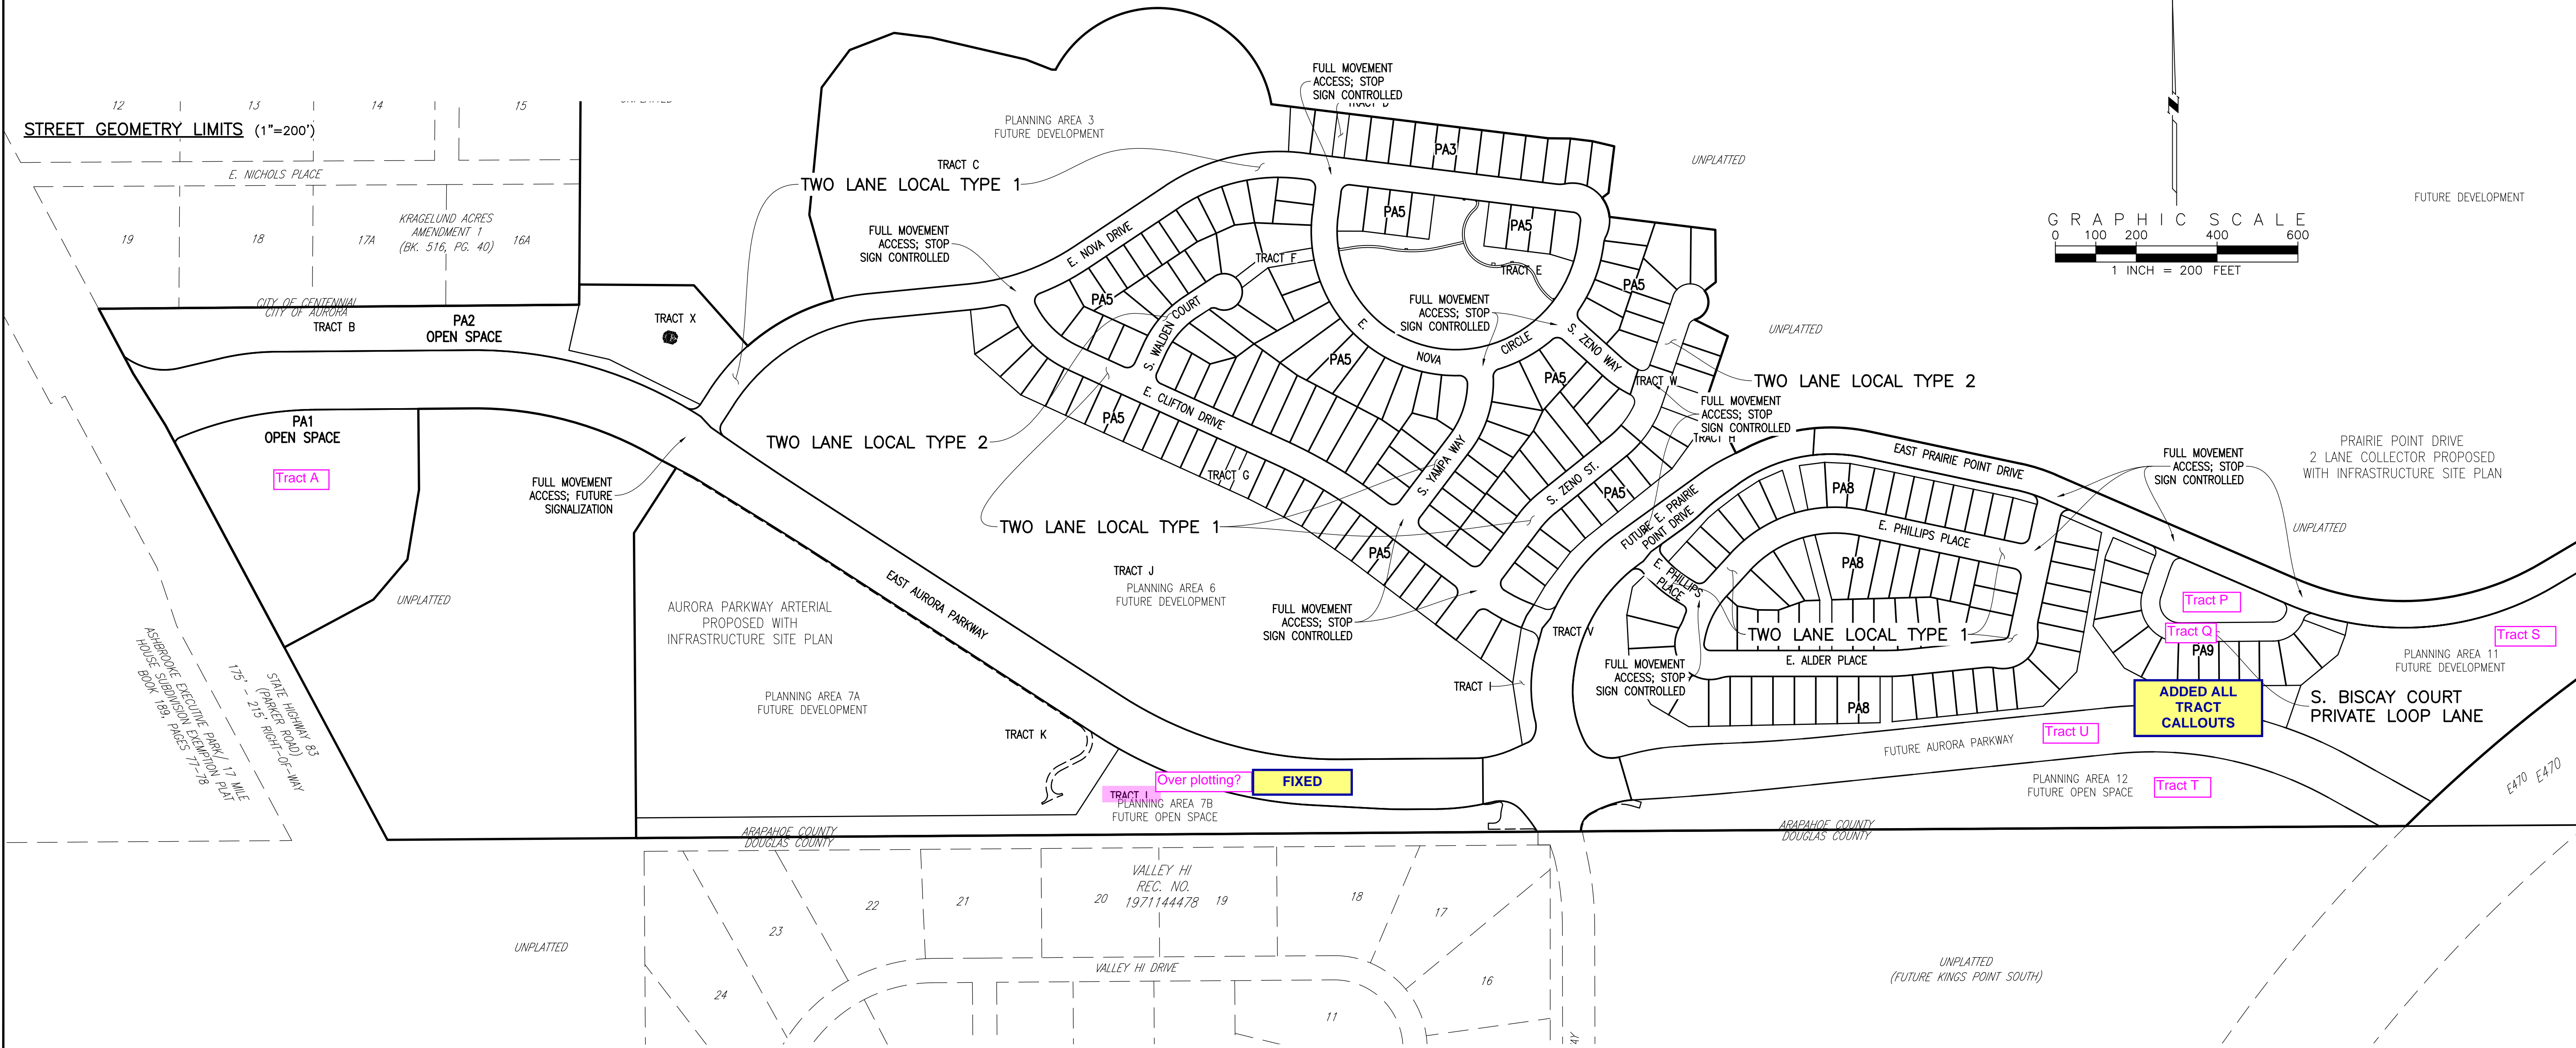 STREET GEOMETRY LIMITS (1"=200')
12
13
14
15
E. NICHOLS PLACE
19
18
17A
KRAGELUND ACRES
AMENDMENT 1
(BK. 516, PG. 40)
16A
CITY OF CENTENNIAL
CITY OF AURORA
TRACT B
PA2
OPEN SPACE
TRACT X
PA1
OPEN SPACE
Tract A
UNPLATTED
STATE HIGHWAY 83
(PARKER ROAD)
175' - 215' RIGHT-OF-WAY
ASHBROOKE EXECUTIVE PARK/ 17 MILE
HOUSE SUBDIVISION EXEMPTION PLAT
BOOK 189, PAGES 77-78
FULL MOVEMENT
ACCESS; FUTURE
SIGNALIZATION
AURORA PARKWAY ARTERIAL
PROPOSED WITH
INFRASTRUCTURE SITE PLAN
PLANNING AREA 7A
FUTURE DEVELOPMENT
EAST AURORA PARKWAY
TRACT K
TRACT L
Over plotting?
FIXED
PLANNING AREA 7B
FUTURE OPEN SPACE
ARAPAHOE COUNTY
DOUGLAS COUNTY
PLANNING AREA 3
FUTURE DEVELOPMENT
TRACT C
TWO LANE LOCAL TYPE 1
FULL MOVEMENT
ACCESS; STOP
SIGN CONTROLLED
TRACT D
PA3
FULL MOVEMENT
ACCESS; STOP
SIGN CONTROLLED
E. NOVA DRIVE
PA5
PA5
TRACT F
TRACT E
PA5
S. WALDEN COURT
PA5
FULL MOVEMENT
ACCESS; STOP
SIGN CONTROLLED
E. NOVA CIRCLE
PA5
S. ZENO WAY
PA5
TRACT W
TWO LANE LOCAL TYPE 2
FULL MOVEMENT
ACCESS; STOP
SIGN CONTROLLED
TRACT H
E. CLIFTON DRIVE
PA5
TWO LANE LOCAL TYPE 2
TRACT G
S. YAMPA WAY
S. ZENO ST.
PA5
TWO LANE LOCAL TYPE 1
PA5
TRACT J
PLANNING AREA 6
FUTURE DEVELOPMENT
FULL MOVEMENT
ACCESS; STOP
SIGN CONTROLLED
TRACT I
TRACT V
FUTURE E. PRAIRIE
POINT DRIVE
UNPLATTED
UNPLATTED
GRAPHIC SCALE
0 100 200 400 600
1 INCH = 200 FEET
FUTURE DEVELOPMENT
EAST PRAIRIE POINT DRIVE
FULL MOVEMENT
ACCESS; STOP
SIGN CONTROLLED
PRAIRIE POINT DRIVE
2 LANE COLLECTOR PROPOSED
WITH INFRASTRUCTURE SITE PLAN
UNPLATTED
PA8
E. PHILLIPS PLACE
PA8
E. PHILLIPS
PLACE
TWO LANE LOCAL TYPE 1
E. ALDER PLACE
FULL MOVEMENT
ACCESS; STOP
SIGN CONTROLLED
PA8
Tract P
Tract Q
PA9
Tract S
PLANNING AREA 11
FUTURE DEVELOPMENT
ADDED ALL
TRACT
CALLOUTS
S. BISCAY COURT
PRIVATE LOOP LANE
Tract U
FUTURE AURORA PARKWAY
PLANNING AREA 12
FUTURE OPEN SPACE
Tract T
E470 E470
ARAPAHOE COUNTY
DOUGLAS COUNTY
VALLEY HI
REC. NO.
1971144478
24
23
22
21
20
19
18
17
16
11
VALLEY HI DRIVE
UNPLATTED
UNPLATTED
(FUTURE KINGS POINT SOUTH)